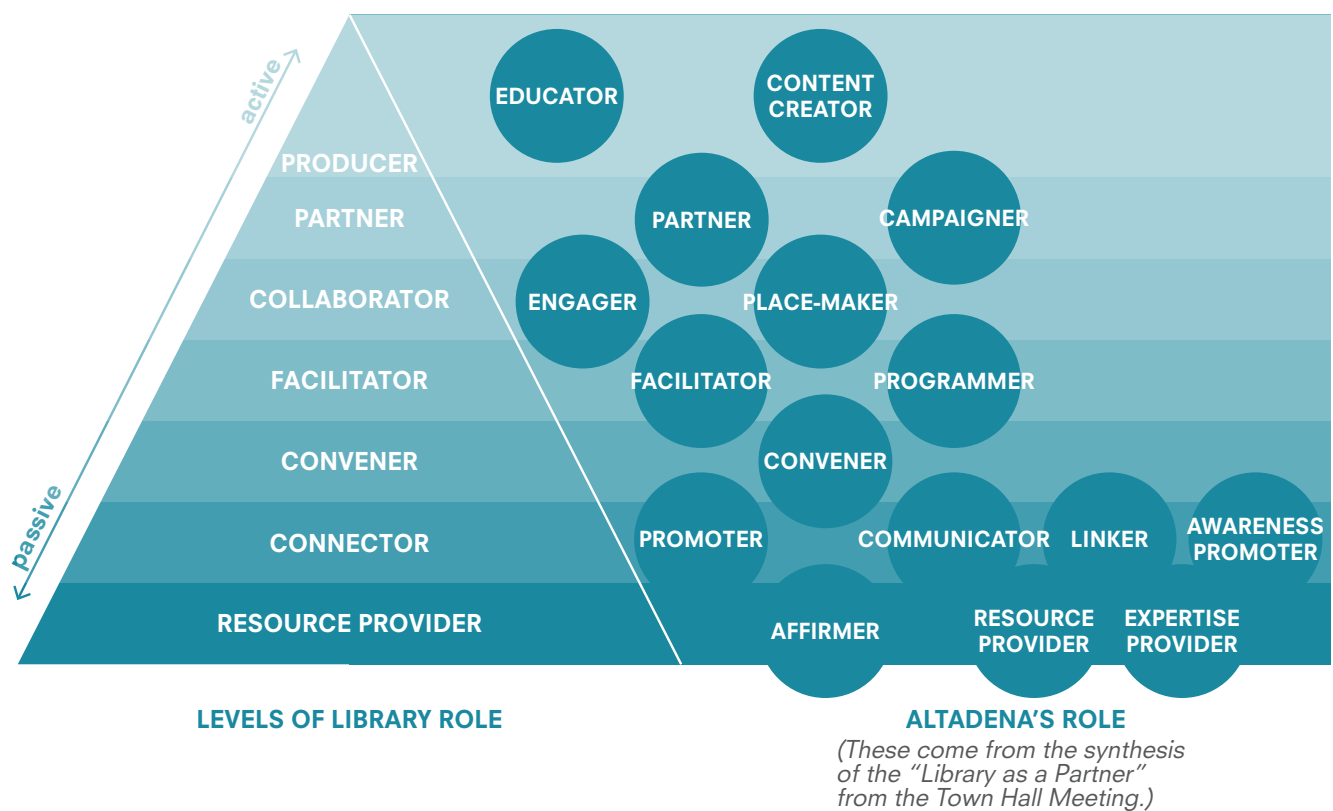 active
passive
PRODUCER
PARTNER
COLLABORATOR
FACILITATOR
CONVENER
CONNECTOR
RESOURCE PROVIDER
EDUCATOR
CONTENT
CREATOR
PARTNER
CAMPAIGNER
ENGAGER
PLACE-MAKER
FACILITATOR
PROGRAMMER
CONVENER
PROMOTER
COMMUNICATOR
LINKER
AWARENESS
PROMOTER
AFFIRMER
RESOURCE
PROVIDER
EXPERTISE
PROVIDER
LEVELS OF LIBRARY ROLE
ALTADENA’S ROLE
(These come from the synthesis
of the “Library as a Partner”
from the Town Hall Meeting.)